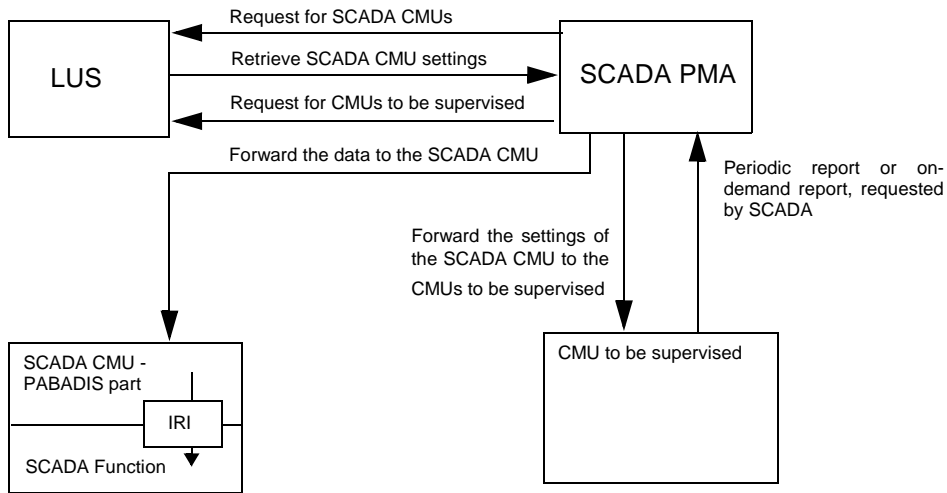 Request for SCADA CMUs
LUS
Retrieve SCADA CMU settings
SCADA PMA
Request for CMUs to be supervised
Forward the data to the SCADA CMU
Periodic report or on-
demand report, requested
by SCADA
Forward the settings of
the SCADA CMU to the
CMUs to be supervised
SCADA CMU -
PABADIS part
IRI
SCADA Function
CMU to be supervised